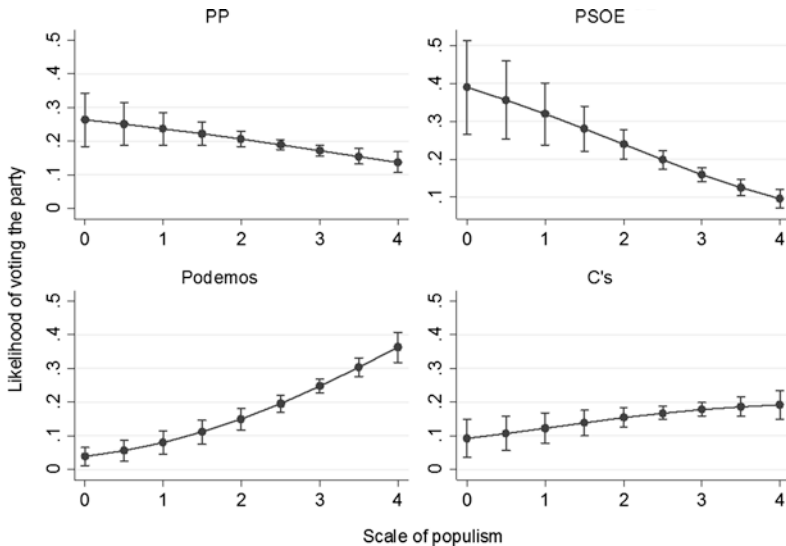 PP
PSOE
.5
.4
.3
.2
.1
0
0 1 2 3 4
.5
.4
.3
.2
.1
0 1 2 3 4
Likelihood of voting the party
Podemos
C's
.5
.4
.3
.2
.1
0
0 1 2 3 4
.5
.4
.3
.2
.1
0
0 1 2 3 4
Scale of populism